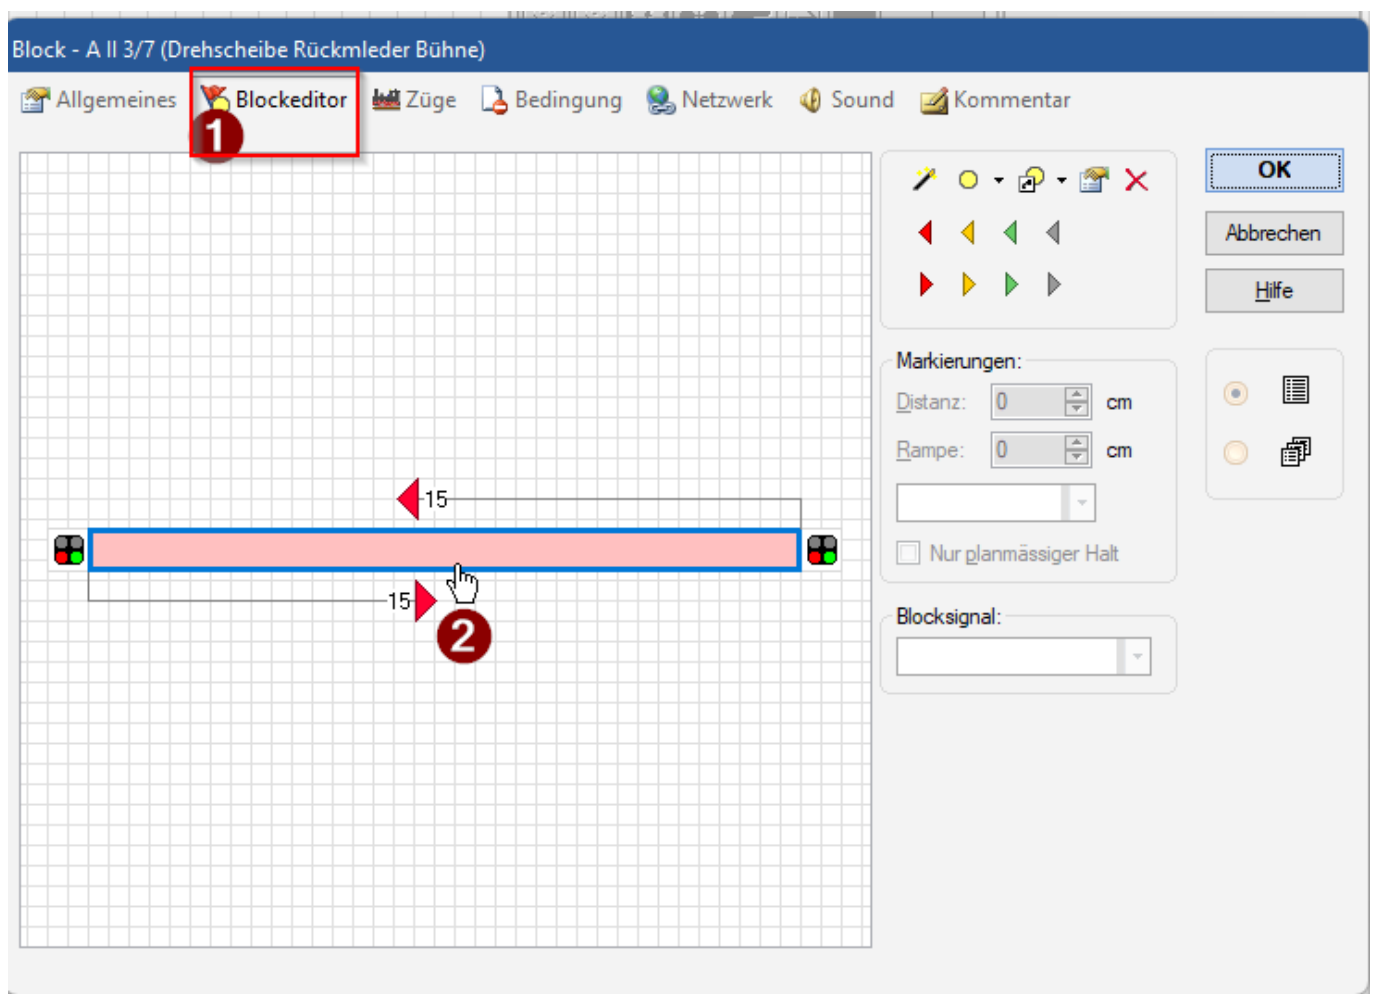 Block - A II 3/7 (Drehscheibe Rückmleder Bühne)
Allgemeines Blockeditor Züge Bedingung Netzwerk Sound Kommentar
1
OK
Abbrechen
Hilfe
Markierungen:
Distanz: 0 cm
Rampe: 0 cm
15
Nur planmässiger Halt
15
Blocksignal:
2